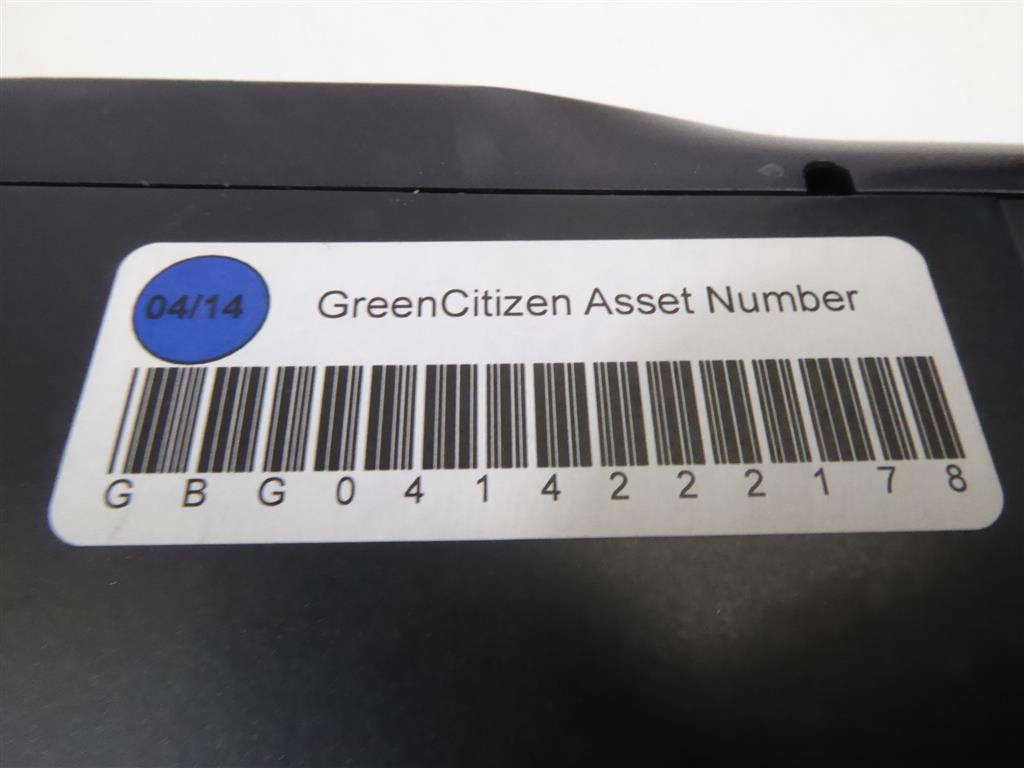 04/14
GreenCitizen Asset Number
G B G 0 4 1 4 2 2 2 1 7 8